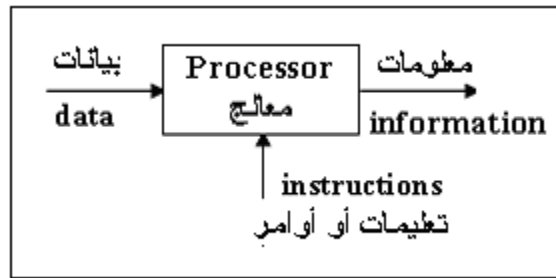 بيانات
data
Processor
معالج
معلومات
information
instructions
تعليمات أو أوامر